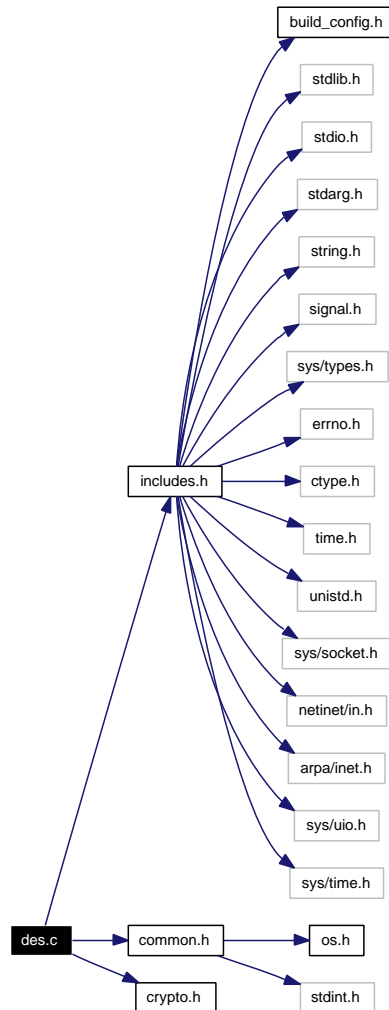 build_config.h
stdlib.h
stdio.h
stdarg.h
string.h
signal.h
sys/types.h
errno.h
includes.h
ctype.h
time.h
unistd.h
sys/socket.h
netinet/in.h
arpa/inet.h
sys/uio.h
sys/time.h
des.c
common.h
os.h
crypto.h
stdint.h